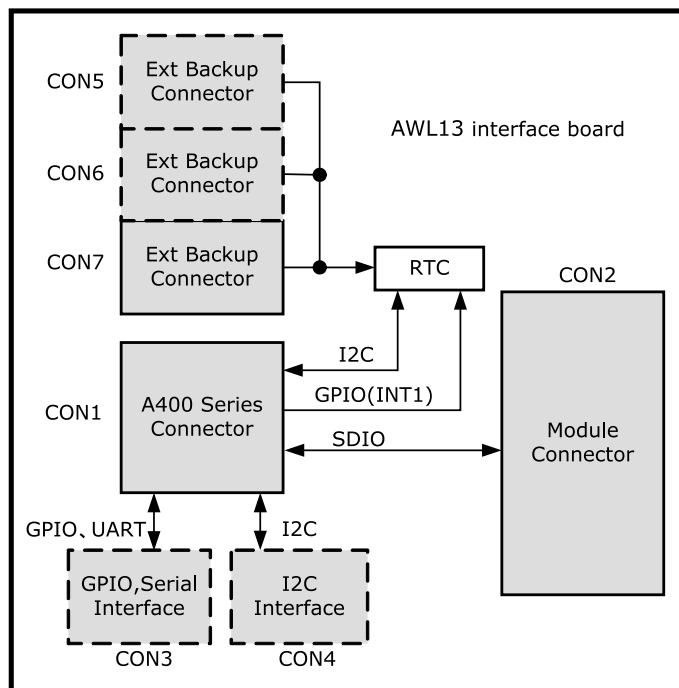 CON5
Ext Backup
Connector
AWL13 interface board
CON6
Ext Backup
Connector
CON7
Ext Backup
Connector
RTC
CON2
I2C
GPIO(INT1)
CON1
A400 Series
Connector
SDIO
Module
Connector
GPIO、UART
I2C
GPIO,Serial
Interface
I2C
Interface
CON3
CON4